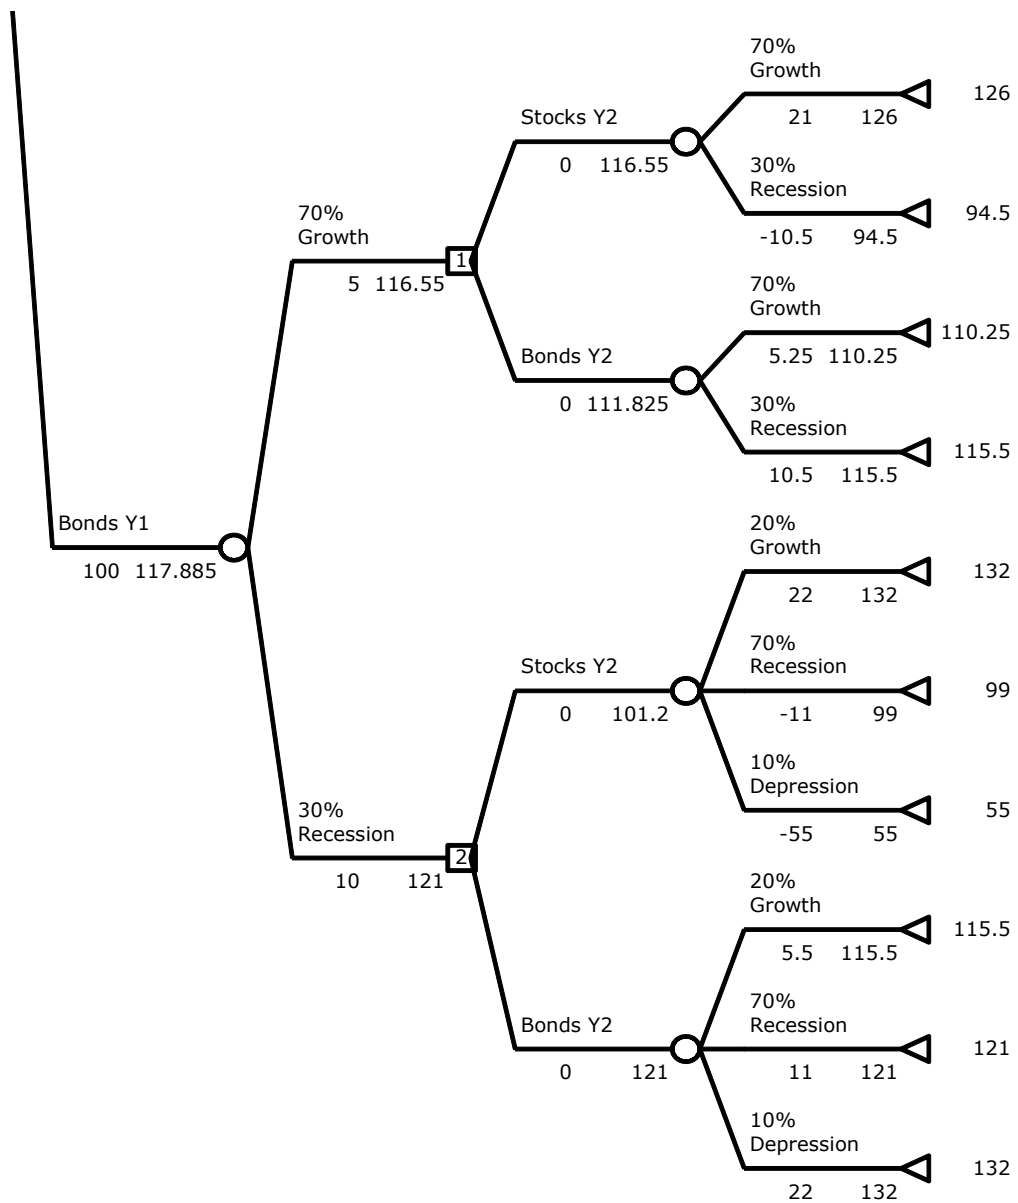 70%
Growth
126
21 126
Stocks Y2
0 116.55
30%
Recession
94.5
-10.5 94.5
70%
Growth
1
5 116.55
70%
Growth
110.25
5.25 110.25
Bonds Y2
0 111.825
30%
Recession
115.5
10.5 115.5
Bonds Y1
100 117.885
20%
Growth
132
22 132
Stocks Y2
0 101.2
70%
Recession
99
-11 99
10%
Depression
55
-55 55
30%
Recession
2
10 121
20%
Growth
115.5
5.5 115.5
Bonds Y2
0 121
70%
Recession
121
11 121
10%
Depression
132
22 132